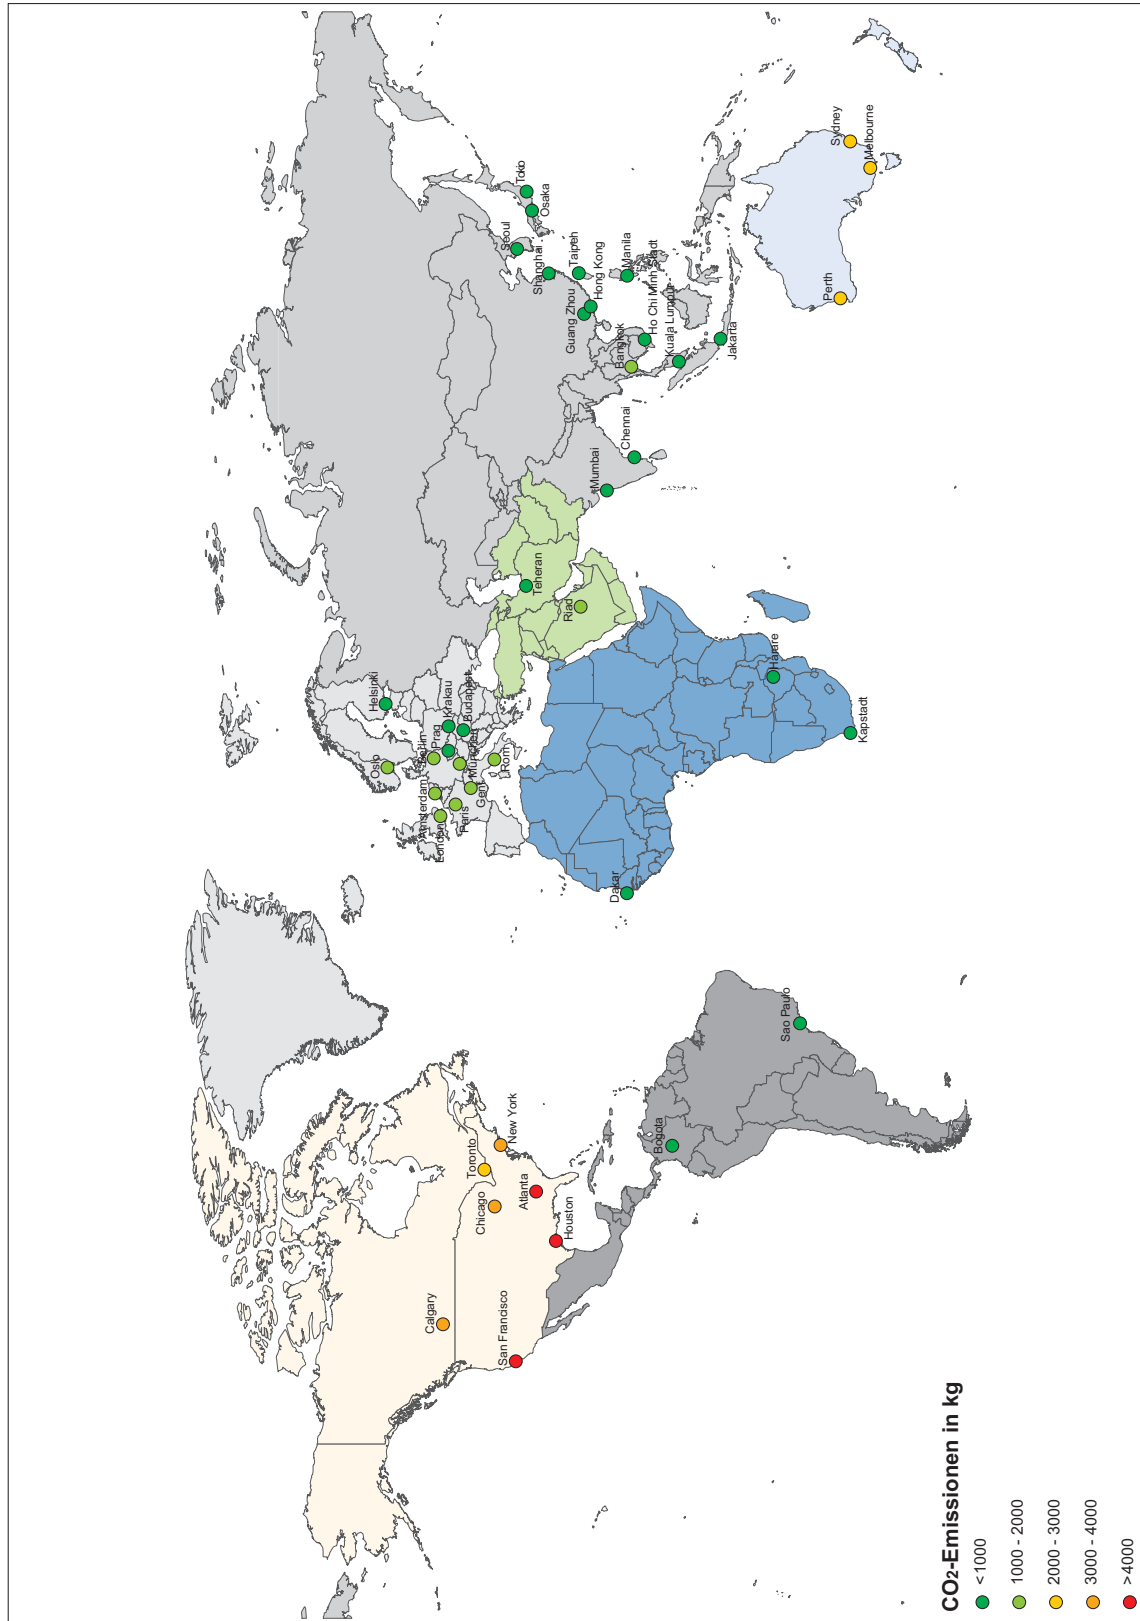 Calgary
San Francisco
Chicago
Toronto
New York
Atlanta
Houston
Bogota
Sao Paulo
Oslo
Helsinki
Amsterdam
Berlin
London
Prag
Krakau
Paris
Gent
München
Budapest
Rom
Dakar
Kapstadt
Harare
Teheran
Riad
Mumbai
Chennai
Seoul
Tokio
Osaka
Shanghai
Taipeh
Guang Zhou
Hong Kong
Manila
Bangkok
Ho Chi Minh Stadt
Kuala Lumpur
Jakarta
Perth
Sydney
Melbourne
CO2-Emissionen in kg
<1000
1000 - 2000
2000 - 3000
3000 - 4000
>4000